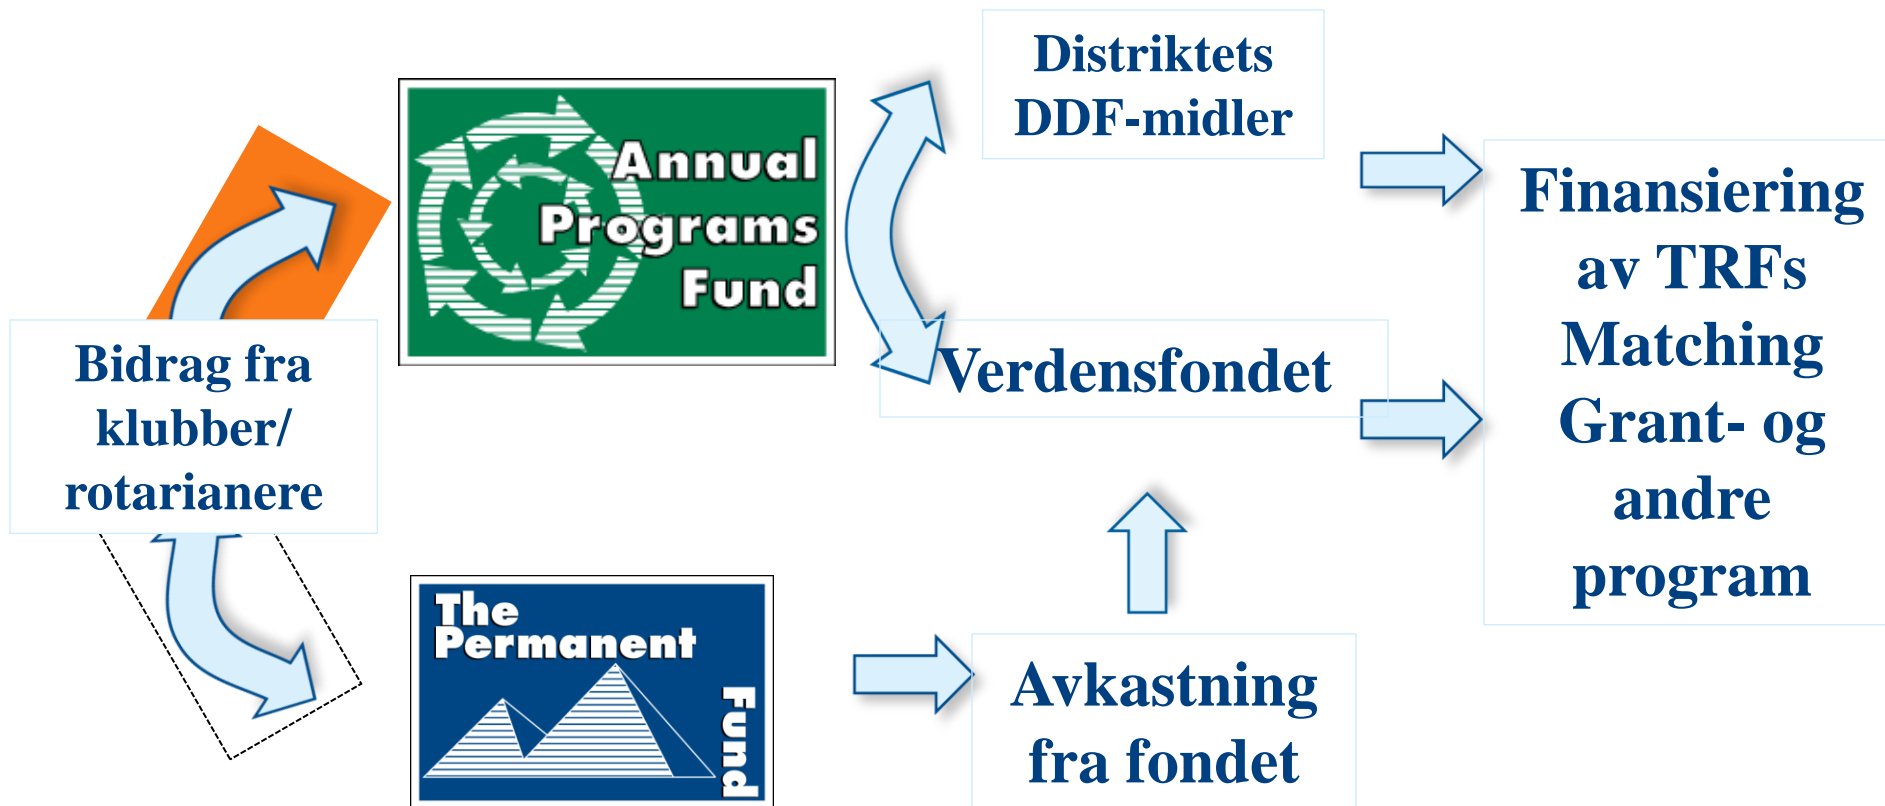 Bidrag fra
klubber/
rotarianere
Annual
Programs
Fund
The
Permanent
Fund
Distriktets
DDF-midler
Verdensfondet
Avkastning
fra fondet
Finansiering
av TRFs
Matching
Grant- og
andre
program